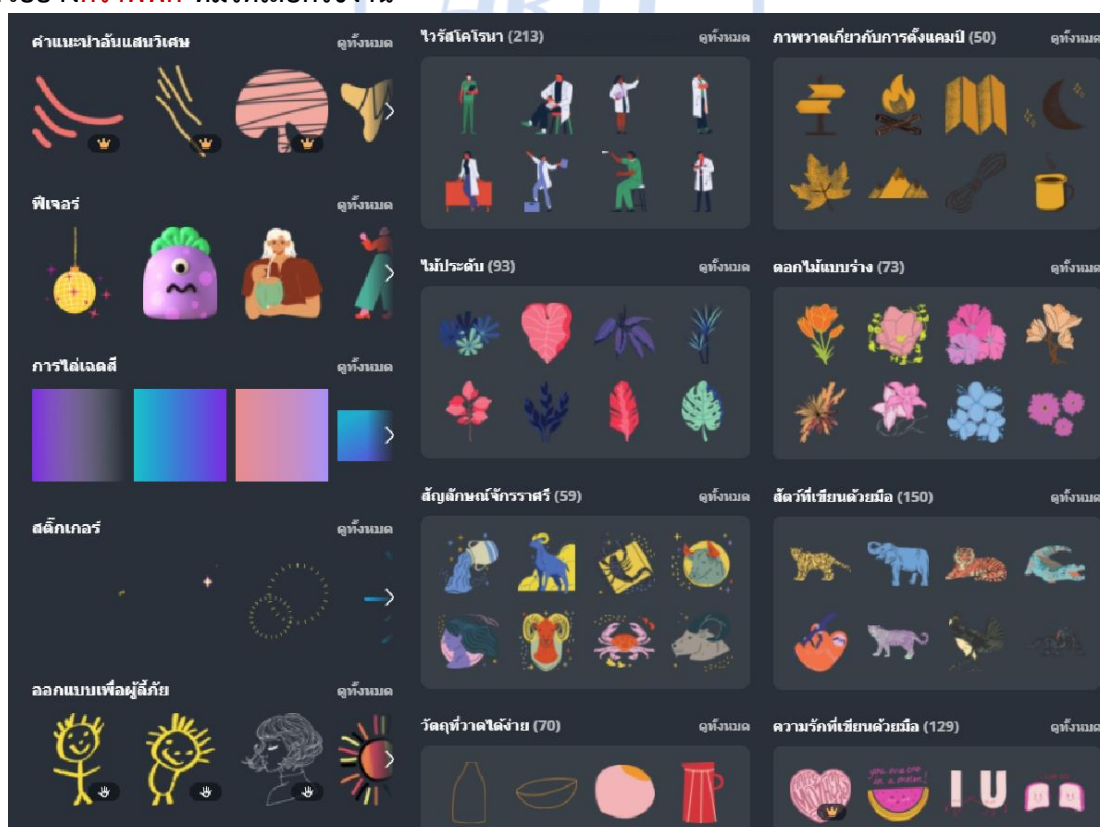 กราฟฟิก
คำแนะนำอันแสนวิเศษ ดูทั้งหมด
ฟีเจอร์ ดูทั้งหมด
การไล่เฉดสี ดูทั้งหมด
สติ๊กเกอร์ ดูทั้งหมด
ออกแบบเพื่อผู้ลี้ภัย ดูทั้งหมด
ไวรัสโคโรนา (213) ดูทั้งหมด
ไม้ประดับ (93) ดูทั้งหมด
สัญลักษณ์จักรราศรี (59) ดูทั้งหมด
วัตถุที่วาดได้ง่าย (70) ดูทั้งหมด
ภาพวาดเกี่ยวกับการตั้งแคมป์ (50) ดูทั้งหมด
ดอกไม้แบบร่าง (73) ดูทั้งหมด
สัตว์ที่เขียนด้วยมือ (150) ดูทั้งหมด
ความรักที่เขียนด้วยมือ (129) ดูทั้งหมด
I U